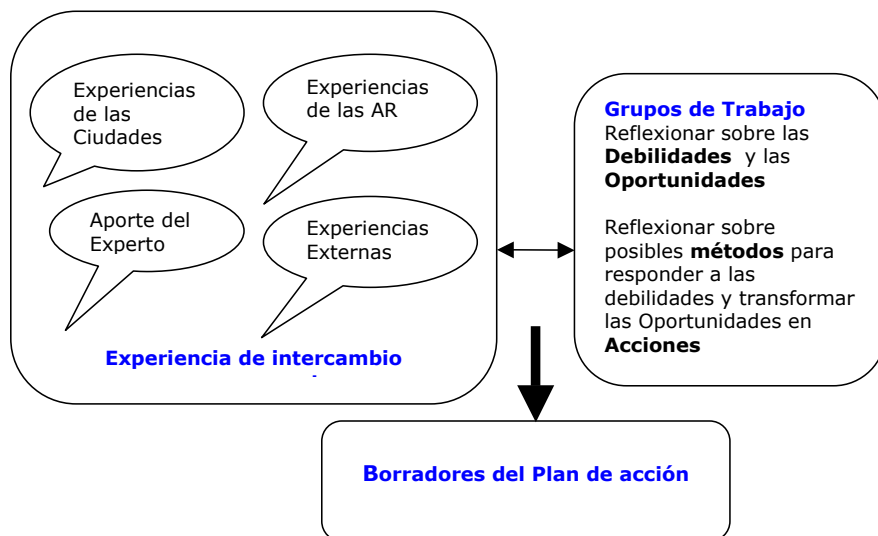 Experiencias
de las
Ciudades
Experiencias
de las AR
Aporte del
Experto
Experiencias
Externas
Experiencia de intercambio
Grupos de Trabajo
Reflexionar sobre las
Debilidades y las
Oportunidades
Reflexionar sobre
posibles métodos para
responder a las
debilidades y transformar
las Oportunidades en
Acciones
Borradores del Plan de acción